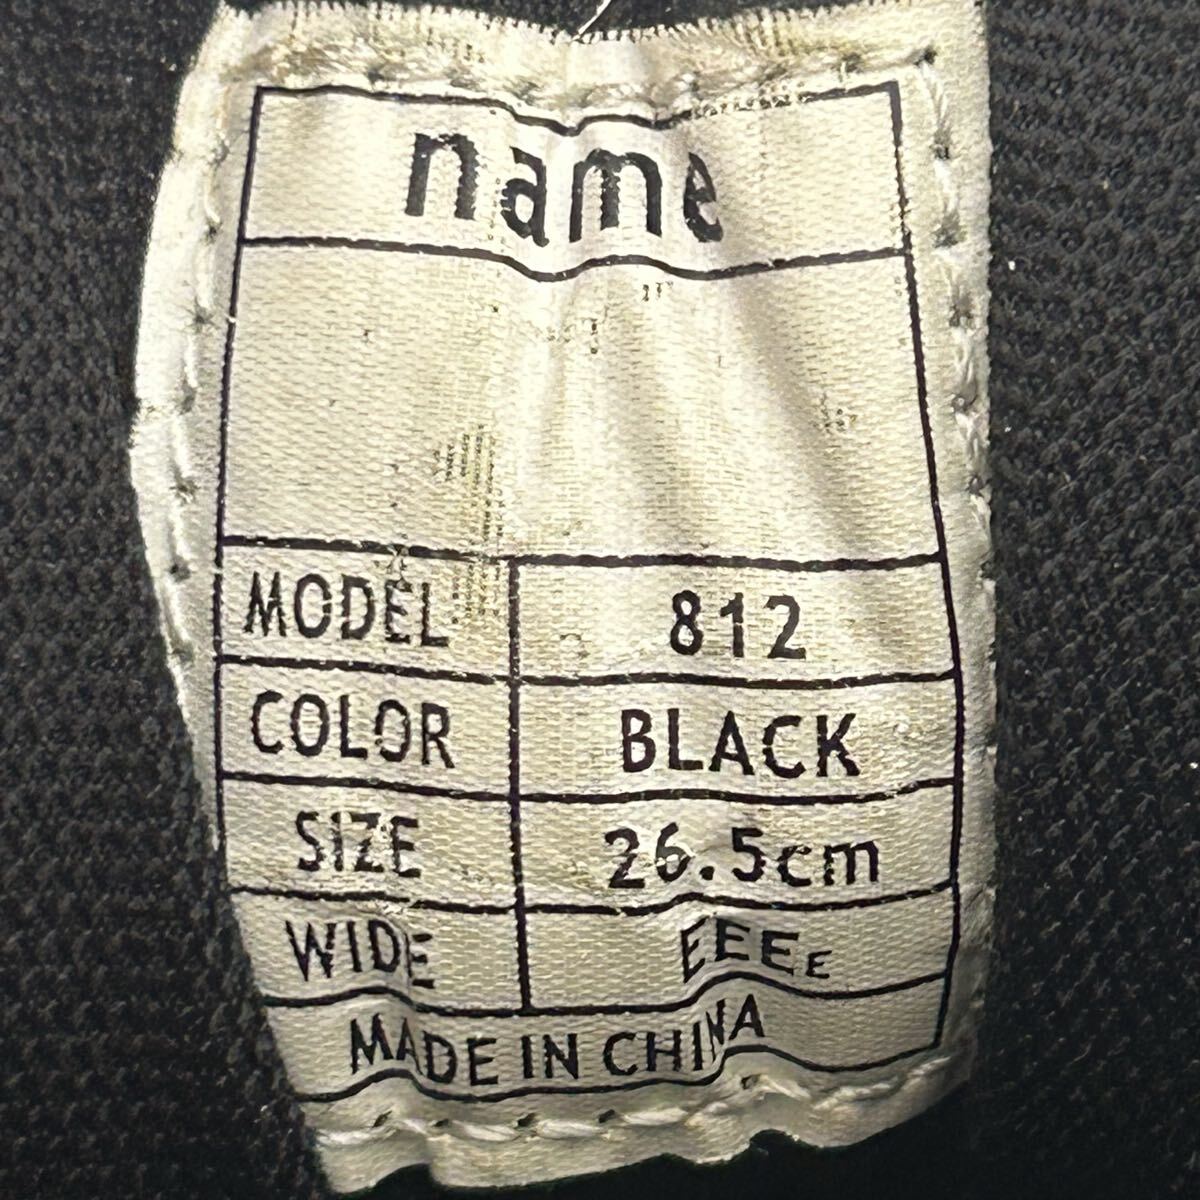 name
MODEL 812
COLOR BLACK
SIZE 26.5cm
WIDE EEEE
MADE IN CHINA